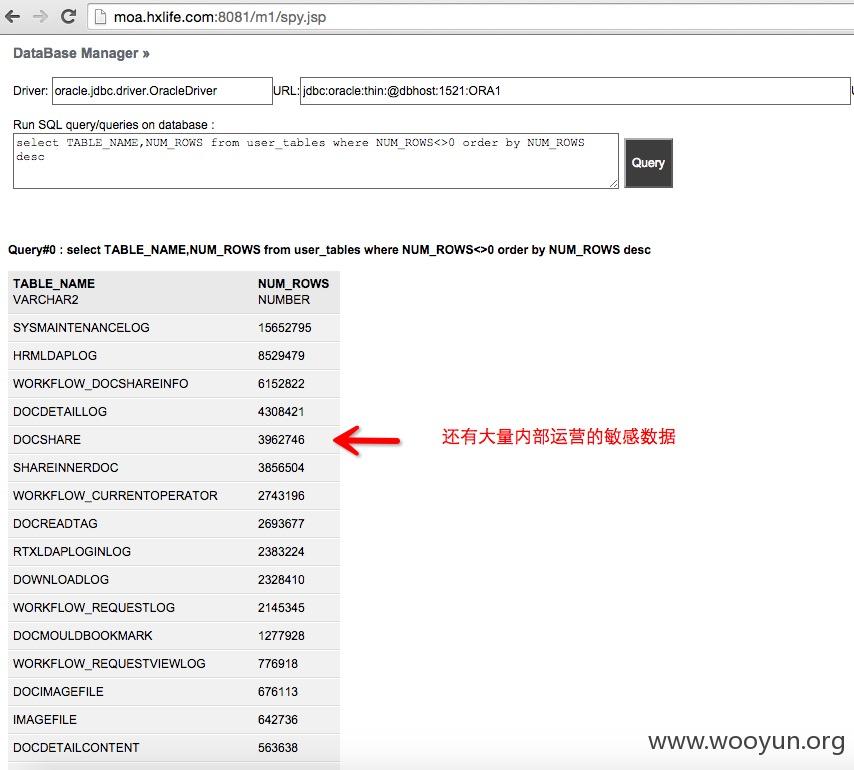 moa.hxlife.com:8081/m1/spy.jsp
DataBase Manager »
Driver: oracle.jdbc.driver.OracleDriver URL: jdbc:oracle:thin:@dbhost:1521:ORA1
Run SQL query/queries on database :
select TABLE_NAME,NUM_ROWS from user_tables where NUM_ROWS<>0 order by NUM_ROWS
desc
Query
Query#0 : select TABLE_NAME,NUM_ROWS from user_tables where NUM_ROWS<>0 order by NUM_ROWS desc
TABLE_NAME NUM_ROWS
VARCHAR2 NUMBER
SYSMAINTENANCELOG 15652795
HRMLDAPLOG 8529479
WORKFLOW_DOCSHAREINFO 6152822
DOCDETAILLOG 4308421
DOCSHARE 3962746 还有大量内部运营的敏感数据
SHAREINNERDOC 3856504
WORKFLOW_CURRENTOPERATOR 2743196
DOCREADTAG 2693677
RTXLDAPLOGINLOG 2383224
DOWNLOADLOG 2328410
WORKFLOW_REQUESTLOG 2145345
DOCMOULDBOOKMARK 1277928
WORKFLOW_REQUESTVIEWLOG 776918
DOCIMAGEFILE 676113
IMAGEFILE 642736
DOCDETAILCONTENT 563638
www.wooyun.org